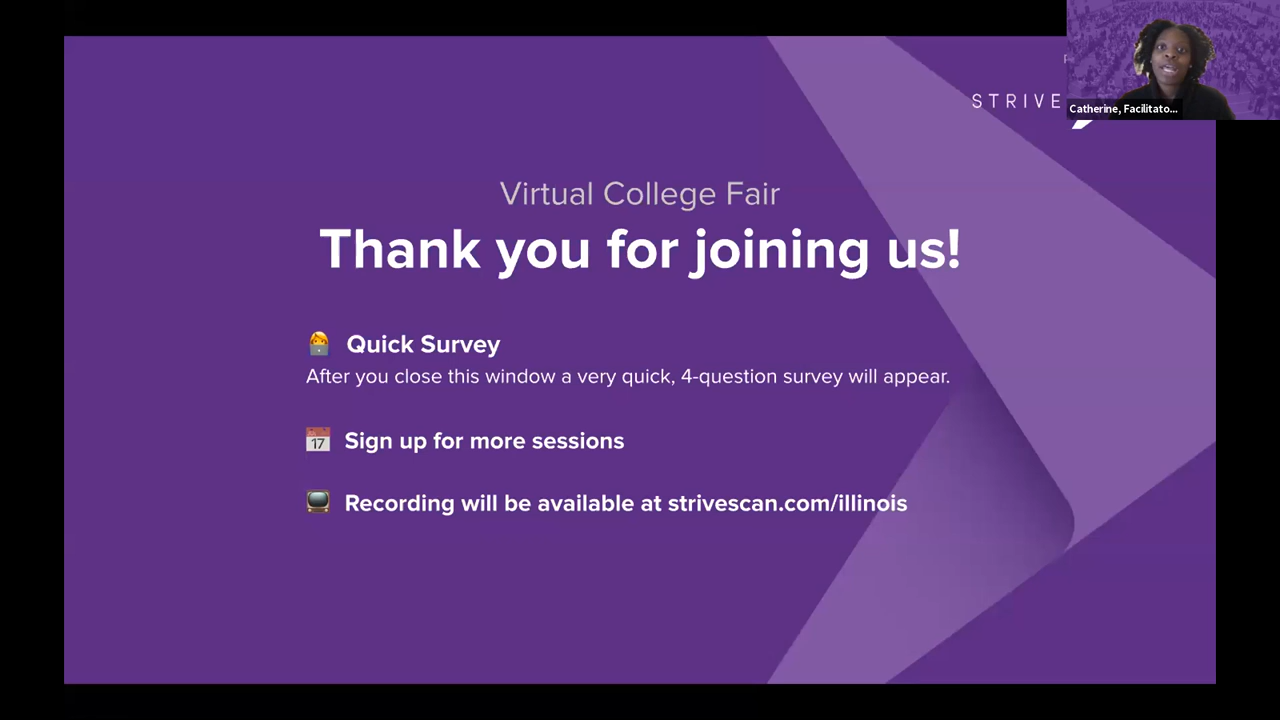 STRIVE
Catherine, Facilitato...
Virtual College Fair
Thank you for joining us!
Quick Survey
After you close this window a very quick, 4-question survey will appear.
17
Sign up for more sessions
Recording will be available at strivescan.com/illinois